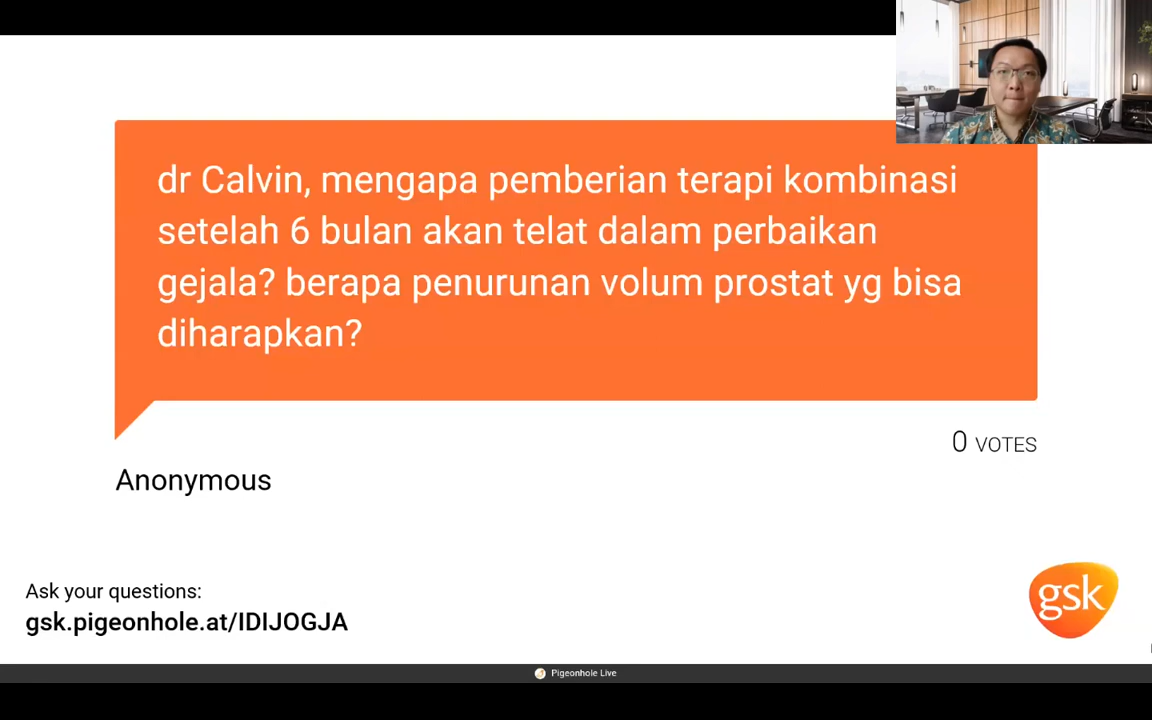 dr Calvin, mengapa pemberian terapi kombinasi
setelah 6 bulan akan telat dalam perbaikan
gejala? berapa penurunan volum prostat yg bisa
diharapkan?
0 VOTES
Anonymous
Ask your questions:
gsk.pigeonhole.at/IDIJOGJA
gsk
Pigeonhole Live